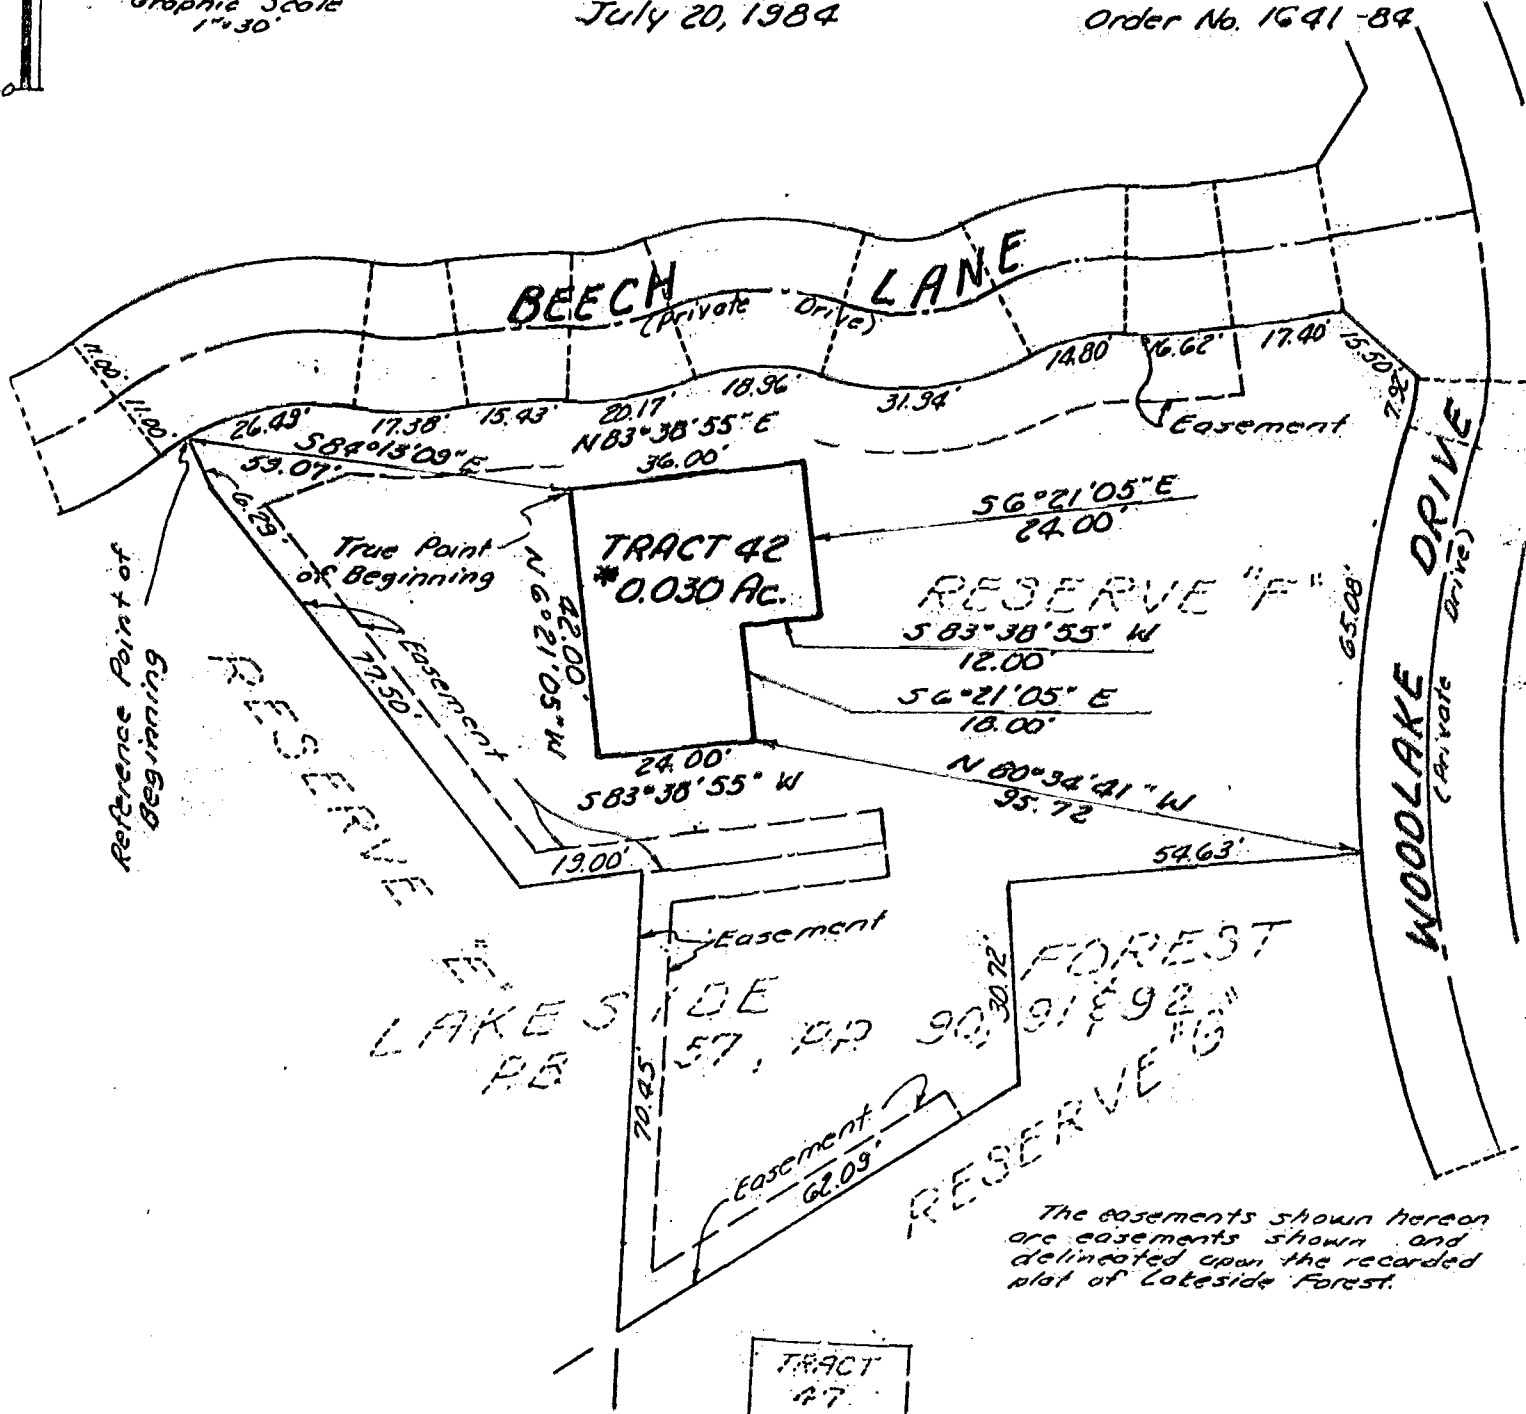 Graphic Scale
1"=30'
July 20, 1984
Order No. 1641-84
0
BEECH LANE
(Private Drive)
11.00'
11.00'
26.49'
17.38'
15.43'
20.17'
18.96'
31.94'
14.80'
16.62'
17.40'
15.50'
7.92'
S84°13'09"E
59.07'
N83°38'55"E
36.00'
Easement
6.29'
True Point
of Beginning
TRACT 42
*0.030 Ac.
S6°21'05"E
24.00'
RESERVE "F"
S83°38'55" W
12.00'
S6°21'05" E
18.00'
N6°21'05"W
42.00'
24.00'
S83°38'55" W
N80°34'41"W
95.72
Reference Point of
Beginning
Easement
77.50'
RESERVE "E"
65.08'
WOODLAKE DRIVE
(Private Drive)
19.00'
54.63'
Easement
30.72'
LAKESIDE FOREST
P.B. 57, PP 90, 91 & 92
70.45'
RESERVE "G"
Easement
62.09'
The easements shown hereon
are easements shown and
delineated upon the recorded
plat of Lakeside Forest.
TRACT
47